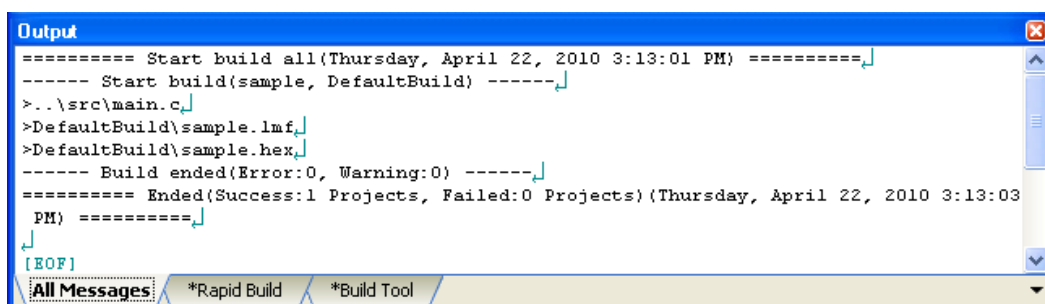 Output
========== Start build all(Thursday, April 22, 2010 3:13:01 PM) ==========
------ Start build(sample, DefaultBuild) ------
>..\src\main.c
>DefaultBuild\sample.lmf
>DefaultBuild\sample.hex
------ Build ended(Error:0, Warning:0) ------
========== Ended(Success:1 Projects, Failed:0 Projects)(Thursday, April 22, 2010 3:13:03
PM) ==========
[EOF]
All Messages *Rapid Build *Build Tool